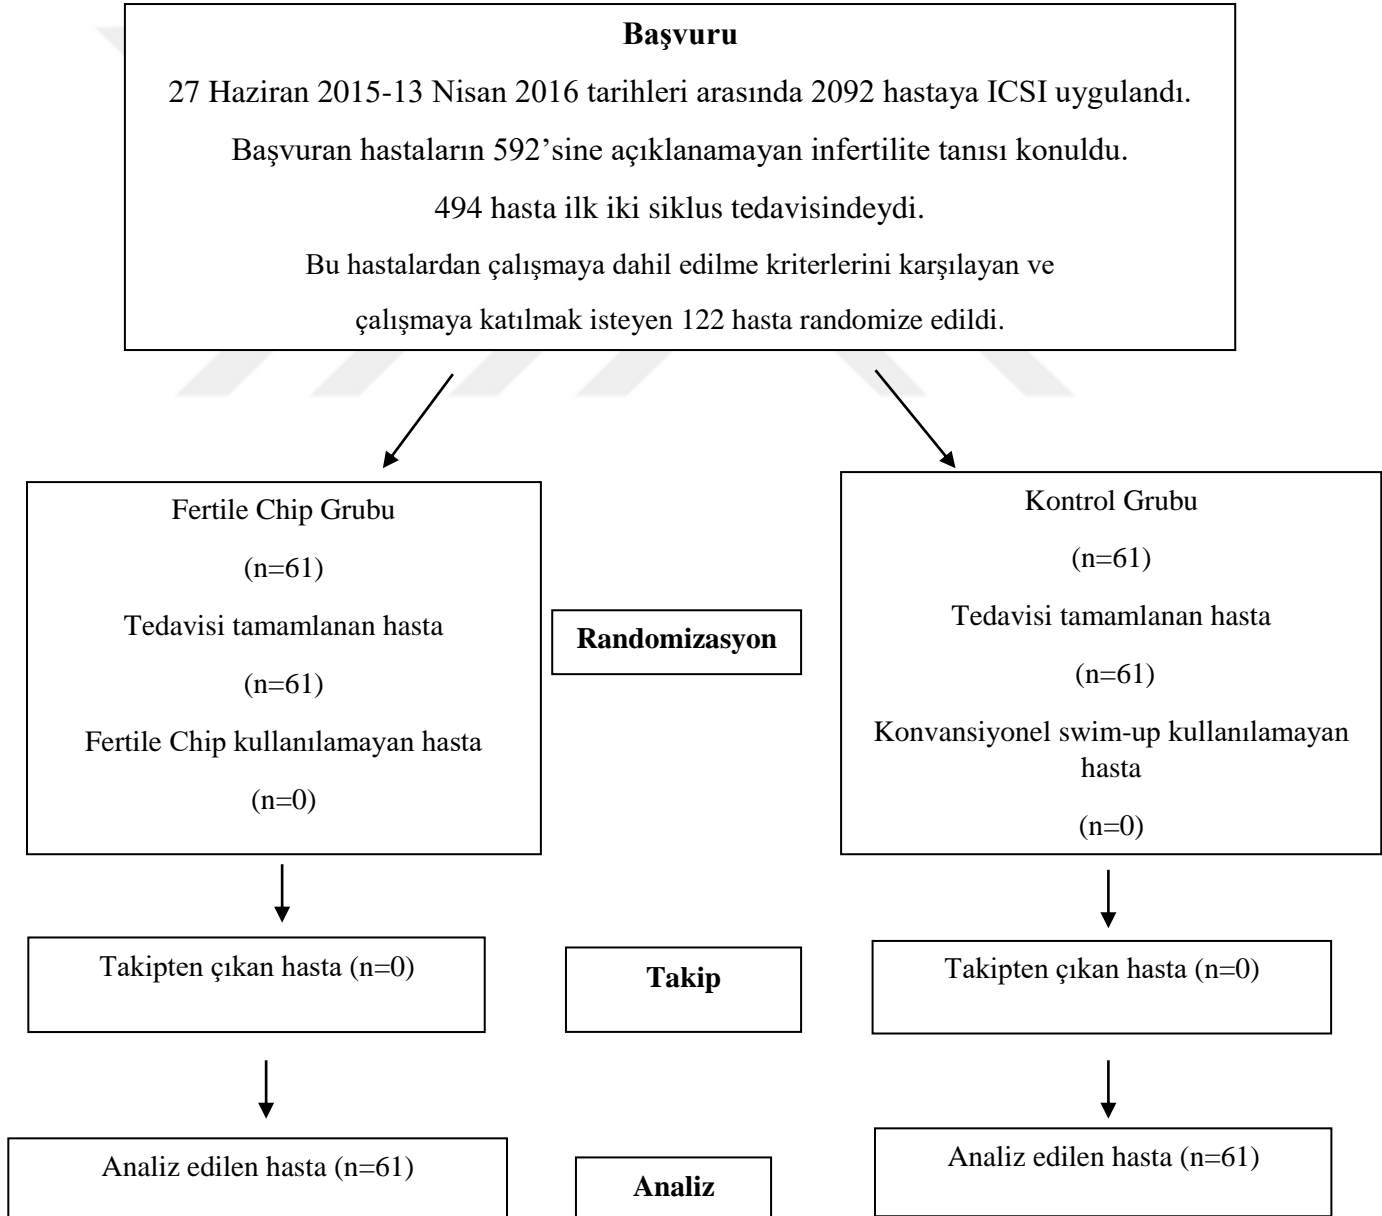 Başvuru
27 Haziran 2015-13 Nisan 2016 tarihleri arasında 2092 hastaya ICSI uygulandı.
Başvuran hastaların 592’sine açıklanamayan infertilite tanısı konuldu.
494 hasta ilk iki siklus tedavisindeydi.
Bu hastalardan çalışmaya dahil edilme kriterlerini karşılayan ve
çalışmaya katılmak isteyen 122 hasta randomize edildi.
Fertile Chip Grubu
(n=61)
Tedavisi tamamlanan hasta
(n=61)
Fertile Chip kullanılamayan hasta
(n=0)
Randomizasyon
Kontrol Grubu
(n=61)
Tedavisi tamamlanan hasta
(n=61)
Konvansiyonel swim-up kullanılamayan
hasta
(n=0)
Takipten çıkan hasta (n=0)
Takip
Takipten çıkan hasta (n=0)
Analiz edilen hasta (n=61)
Analiz
Analiz edilen hasta (n=61)